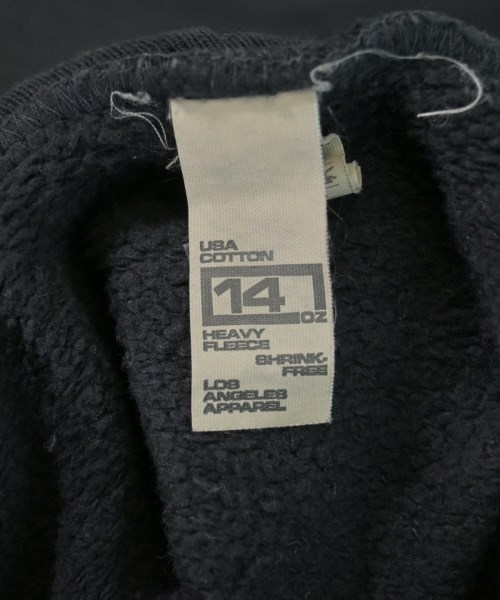 USA
COTTON
14
OZ
HEAVY
FLEECE
SHRINK-
FREE
LOS
ANGELES
APPAREL